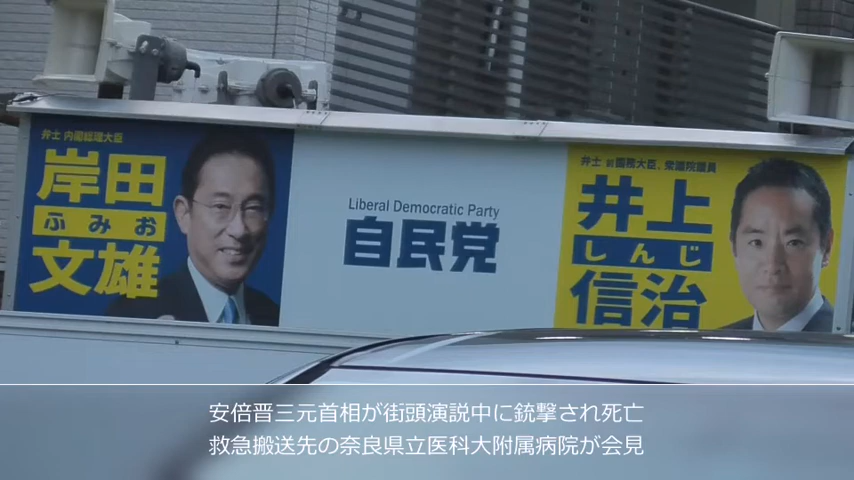 弁士 内閣総理大臣
岸田
ふみお
文雄
Liberal Democratic Party
自民党
弁士 前国務大臣、衆議院議員
井上
しんじ
信治
安倍晋三元首相が街頭演説中に銃撃され死亡
救急搬送先の奈良県立医科大附属病院が会見